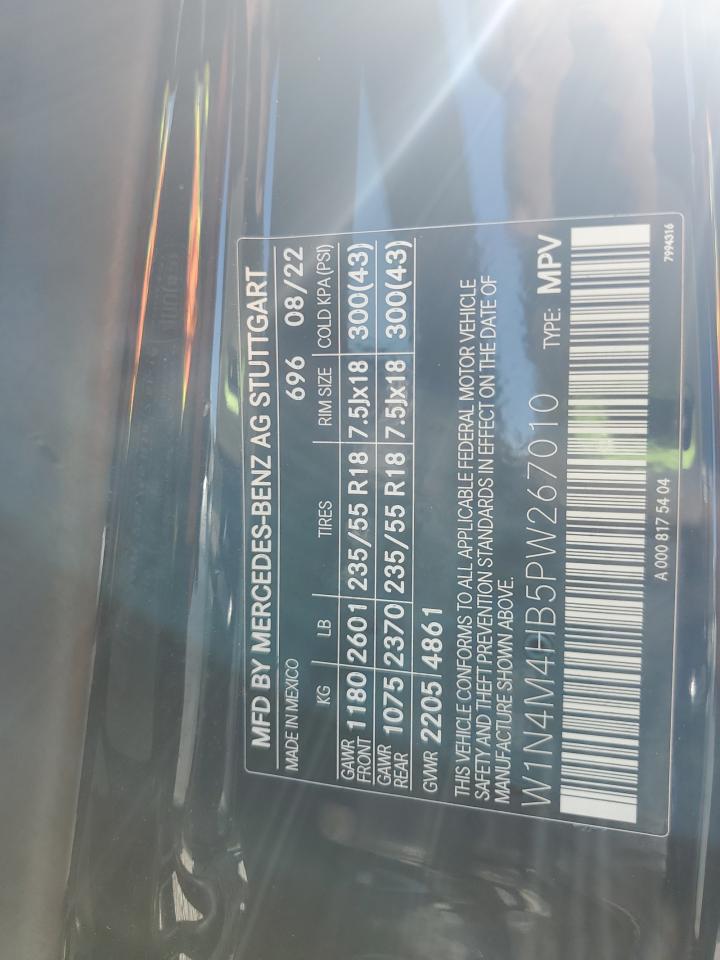 MFD BY MERCEDES-BENZ AG STUTTGART
MADE IN MEXICO 696 08/22
KG LB TIRES RIM SIZE COLD KPA(PSI)
GAWR FRONT 1180 2601 235/55 R18 7.5Jx18 300(43)
GAWR REAR 1075 2370 235/55 R18 7.5Jx18 300(43)
GVWR 2205 4861
THIS VEHICLE CONFORMS TO ALL APPLICABLE FEDERAL MOTOR VEHICLE
SAFETY AND THEFT PREVENTION STANDARDS IN EFFECT ON THE DATE OF
MANUFACTURE SHOWN ABOVE.
W1N4M4HB5PW267010 TYPE: MPV
A 000 817 54 04
7994316